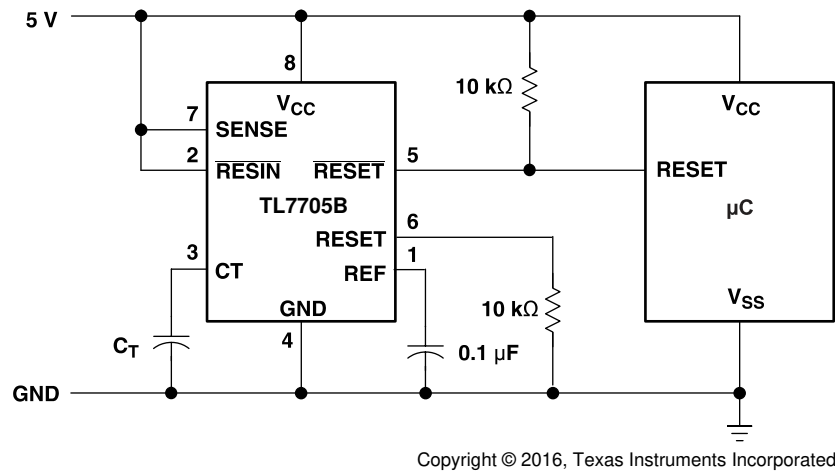 5 V
8
10 kΩ
VCC
VCC
7
SENSE
2
RESIN
RESET
5
RESET
TL7705B
µC
6
RESET
3
1
CT
REF
VSS
GND
10 kΩ
4
CT
0.1 µF
GND
Copyright © 2016, Texas Instruments Incorporated